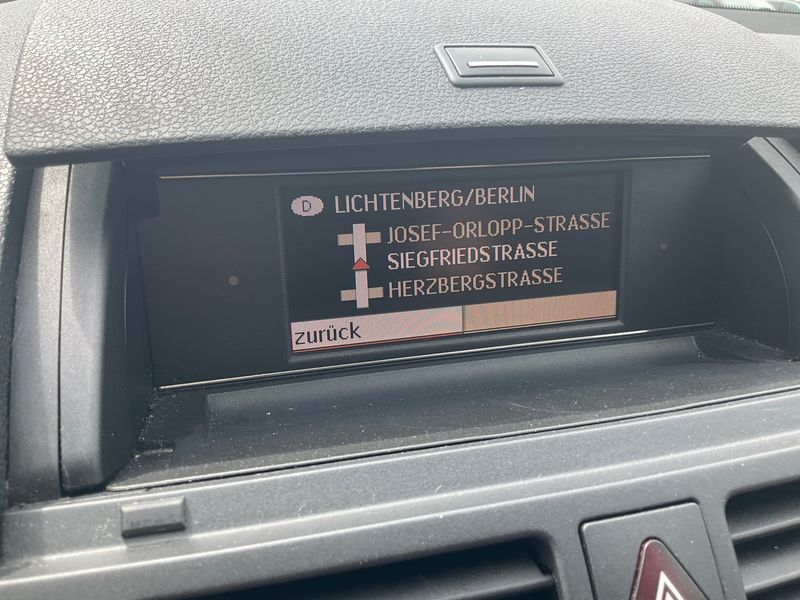 D LICHTENBERG/BERLIN
JOSEF-ORLOPP-STRASSE
SIEGFRIEDSTRASSE
HERZBERGSTRASSE
zurück